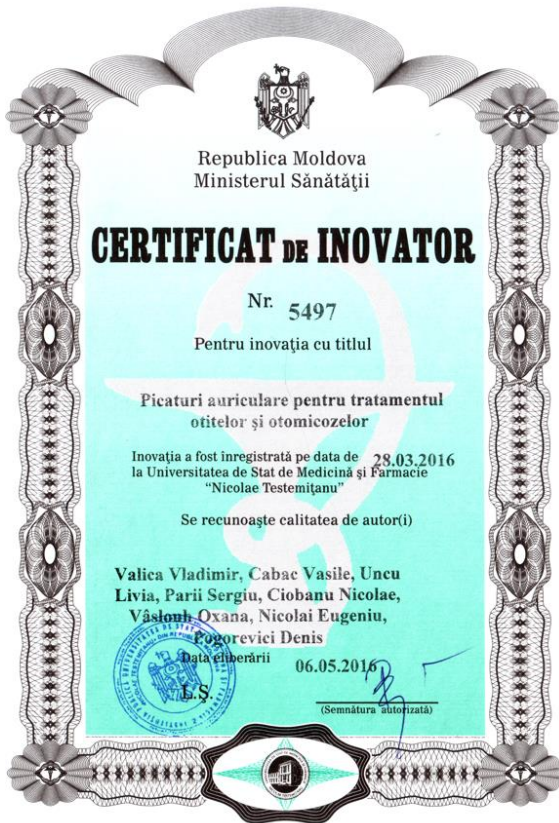 Republica Moldova
Ministerul Sănătăţii
CERTIFICAT DE INOVATOR
Nr. 5497
Pentru inovaţia cu titlul
Picaturi auriculare pentru tratamentul
otitelor şi otomicozelor
Inovaţia a fost înregistrată pe data de 28.03.2016
la Universitatea de Stat de Medicină şi Farmacie
“Nicolae Testemiţanu”
Se recunoaşte calitatea de autor(i)
Valica Vladimir, Cabac Vasile, Uncu
Livia, Parii Sergiu, Ciobanu Nicolae,
Vâslouh Oxana, Nicolai Eugeniu,
Pogorevici Denis
Data eliberării 06.05.2016
L.Ş.
(Semnătura autorizată)